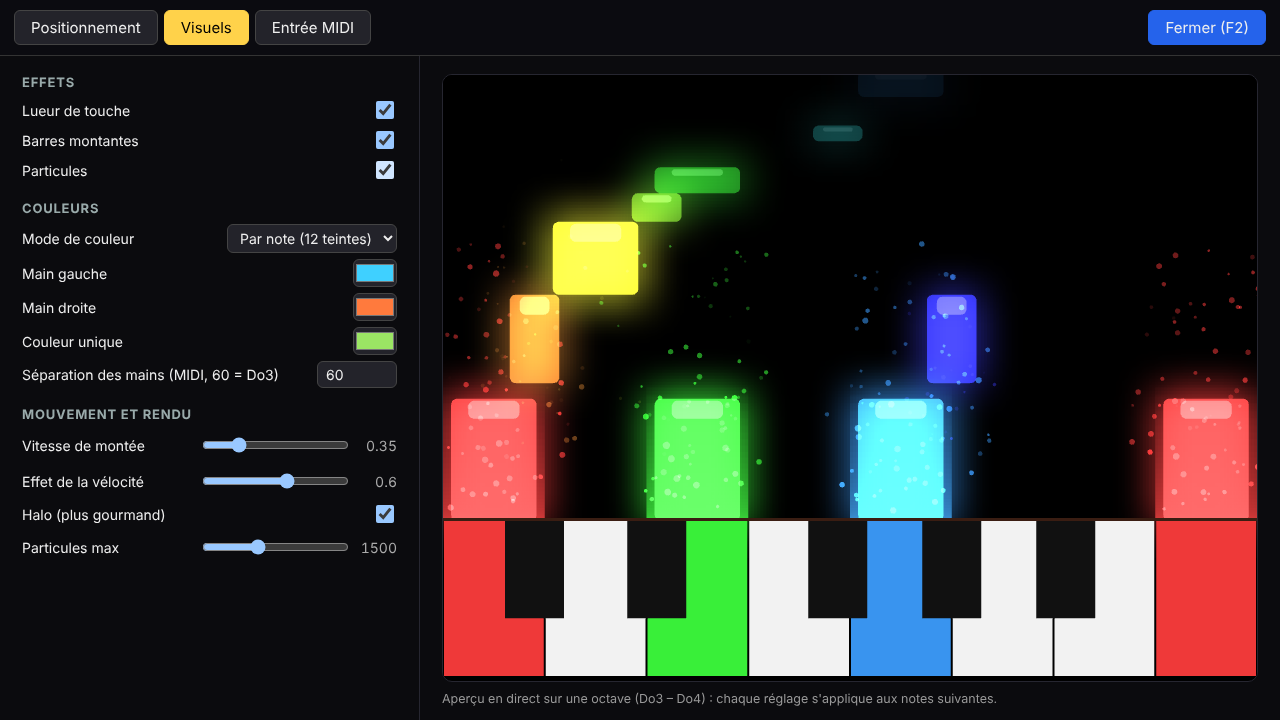 Positionnement Visuels Entrée MIDI Fermer (F2)
EFFETS
Lueur de touche
Barres montantes
Particules
COULEURS
Mode de couleur Par note (12 teintes)
Main gauche
Main droite
Couleur unique
Séparation des mains (MIDI, 60 = Do3) 60
MOUVEMENT ET RENDU
Vitesse de montée 0.35
Effet de la vélocité 0.6
Halo (plus gourmand)
Particules max 1500
Aperçu en direct sur une octave (Do3 – Do4) : chaque réglage s'applique aux notes suivantes.